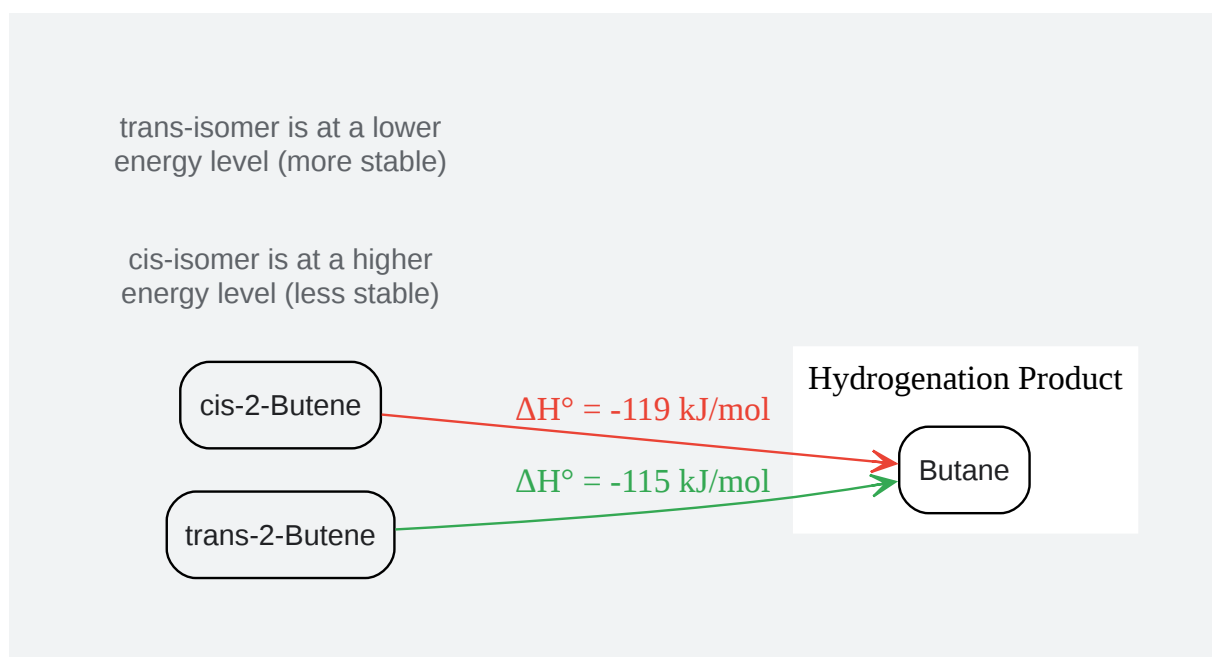 trans-isomer is at a lower
energy level (more stable)
cis-isomer is at a higher
energy level (less stable)
Hydrogenation Product
cis-2-Butene
ΔH° = -119 kJ/mol
Butane
ΔH° = -115 kJ/mol
trans-2-Butene